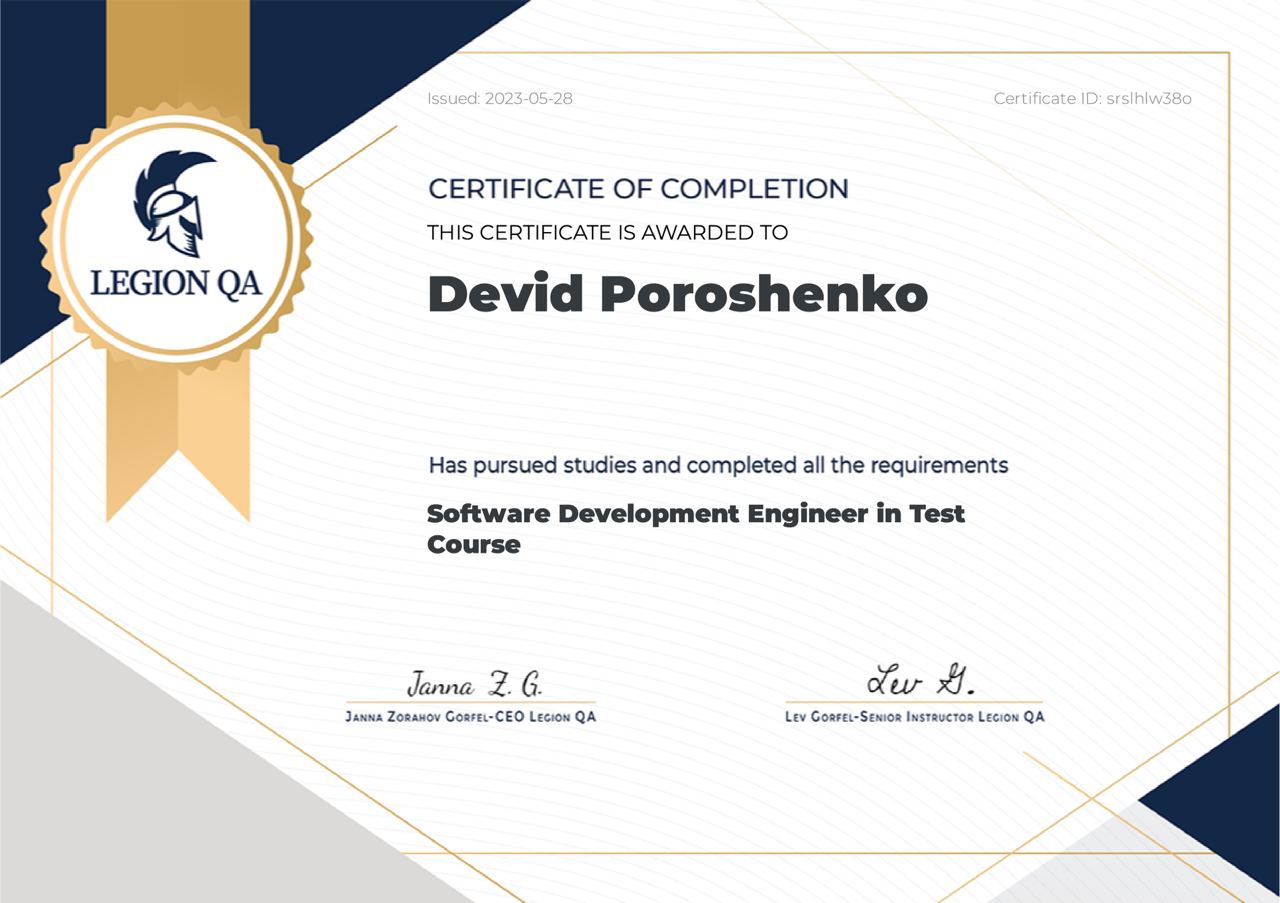 Issued: 2023-05-28
Certificate ID: srslhlw38o
LEGION QA
CERTIFICATE OF COMPLETION
THIS CERTIFICATE IS AWARDED TO
Devid Poroshenko
Has pursued studies and completed all the requirements
Software Development Engineer in Test
Course
Janna Z. G.
Lev G.
Janna Zorahov Gorfel-CEO Legion QA
Lev Gorfel-Senior Instructor Legion QA